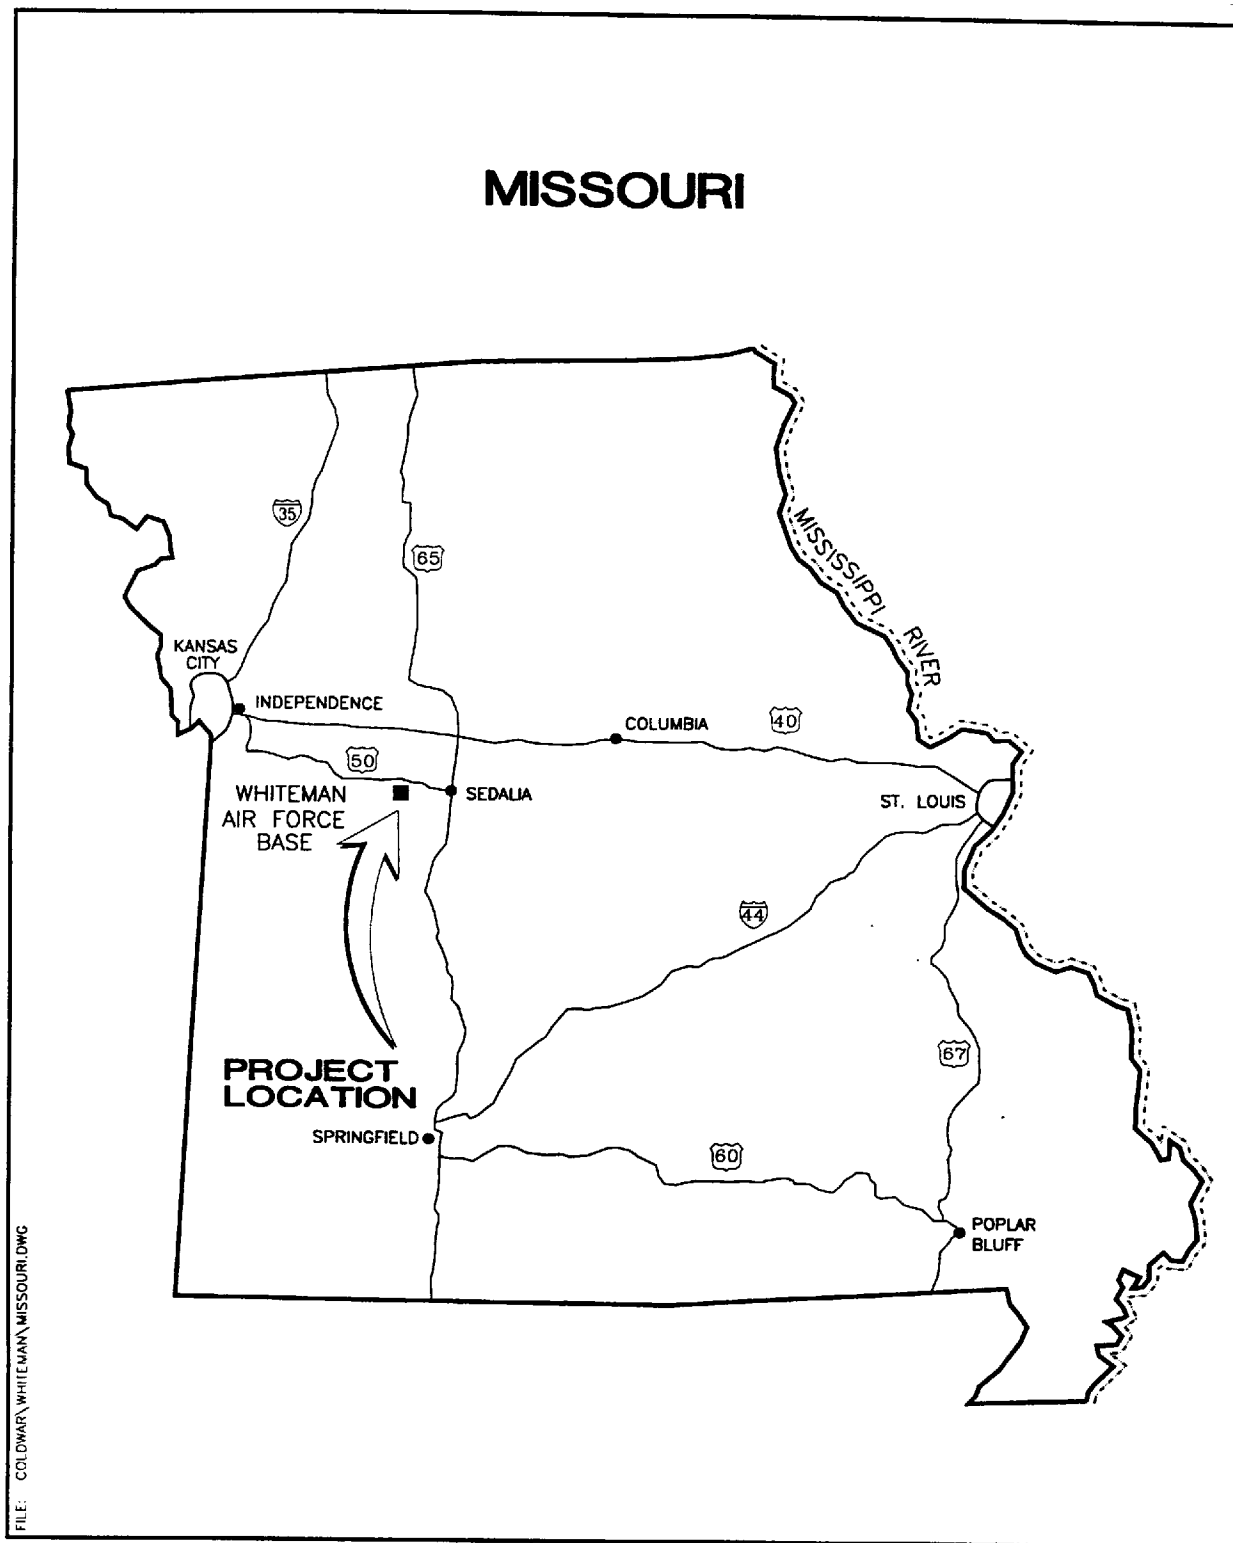 MISSOURI
35
65
MISSISSIPPI RIVER
KANSAS
CITY
INDEPENDENCE
COLUMBIA
40
50
WHITEMAN
AIR FORCE
BASE
SEDALIA
ST. LOUIS
44
67
PROJECT
LOCATION
SPRINGFIELD
60
POPLAR
BLUFF
FILE: COLDWAR\WHITEMAN\MISSOURI.DWG